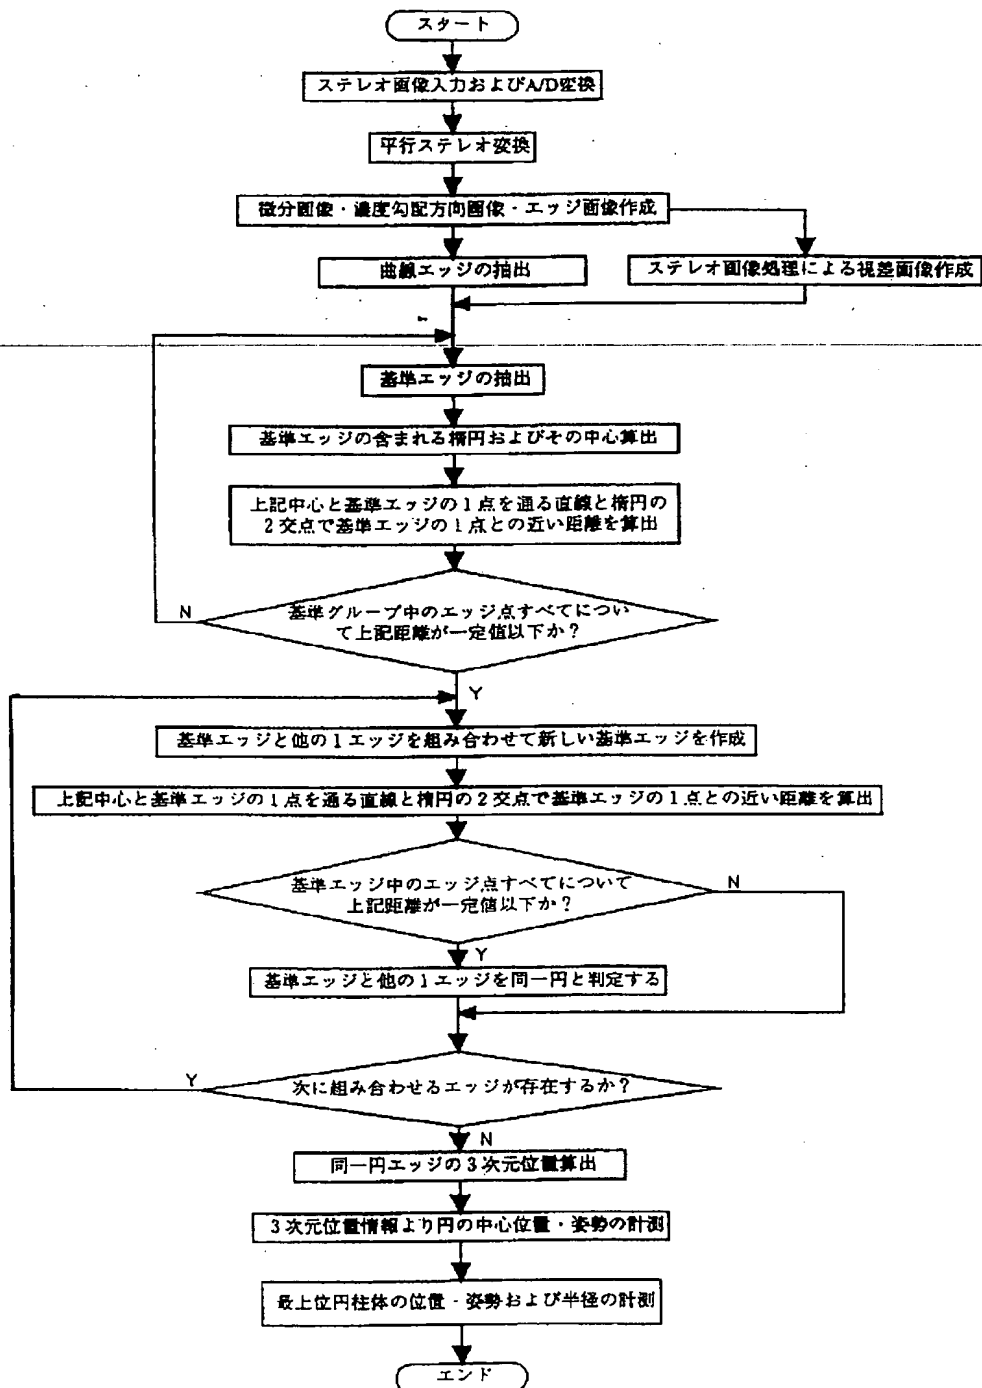 スタート
ステレオ画像入力およびA/D変換
平行ステレオ変換
微分画像・濃度勾配方向画像・エッジ画像作成
曲線エッジの抽出
ステレオ画像処理による視差画像作成
基準エッジの抽出
基準エッジの含まれる楕円およびその中心算出
上記中心と基準エッジの1点を通る直線と楕円の
2交点で基準エッジの1点との近い距離を算出
基準グループ中のエッジ点すべてについ
て上記距離が一定値以下か?
N
Y
基準エッジと他の1エッジを組み合わせて新しい基準エッジを作成
上記中心と基準エッジの1点を通る直線と楕円の2交点で基準エッジの1点との近い距離を算出
基準エッジ中のエッジ点すべてについて
上記距離が一定値以下か?
N
Y
基準エッジと他の1エッジを同一円と判定する
次に組み合わせるエッジが存在するか?
Y
N
同一円エッジの3次元位置算出
3次元位置情報より円の中心位置・姿勢の計測
最上位円柱体の位置・姿勢および半径の計測
エンド